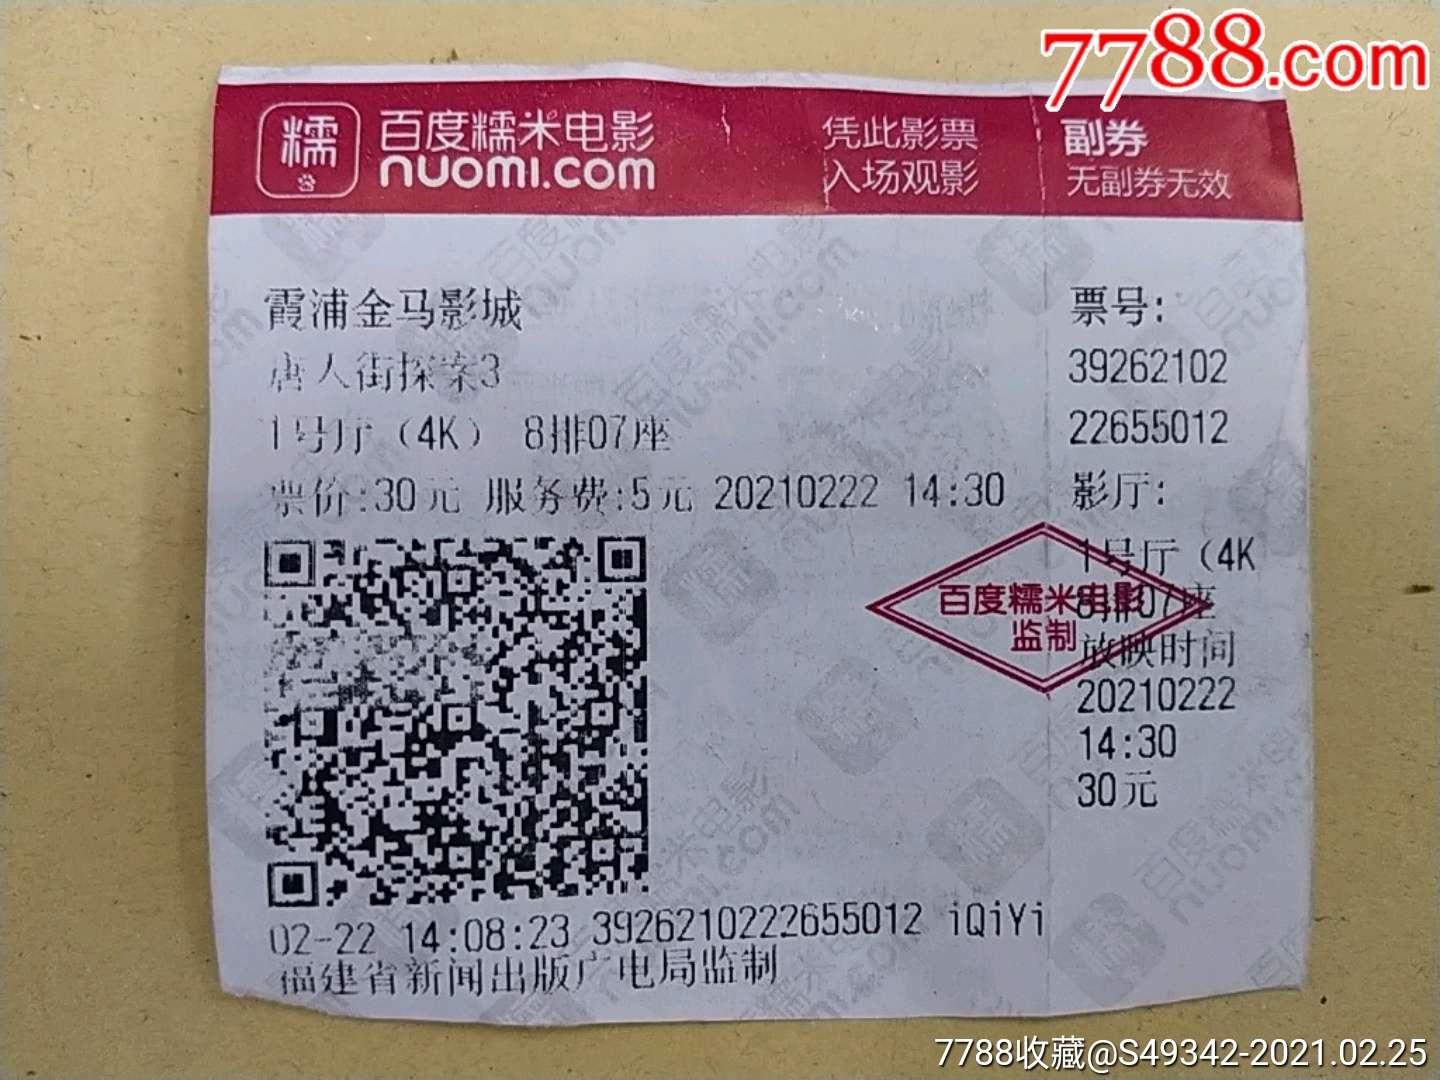 7788.com
糯
百度糯米电影
nuomi.com
凭此影票
入场观影
副券
无副券无效
霞浦金马影城
唐人街探案3
1号厅（4K） 8排07座
票价:30元 服务费:5元 20210222 14:30
票号:
39262102
22655012
影厅:
1号厅（4K
8排07座
放映时间
20210222
14:30
30元
百度糯米电影
监制
02-22 14:08:23 3926210222655012 iQiYi
福建省新闻出版广电局监制
7788收藏@S49342-2021.02.25